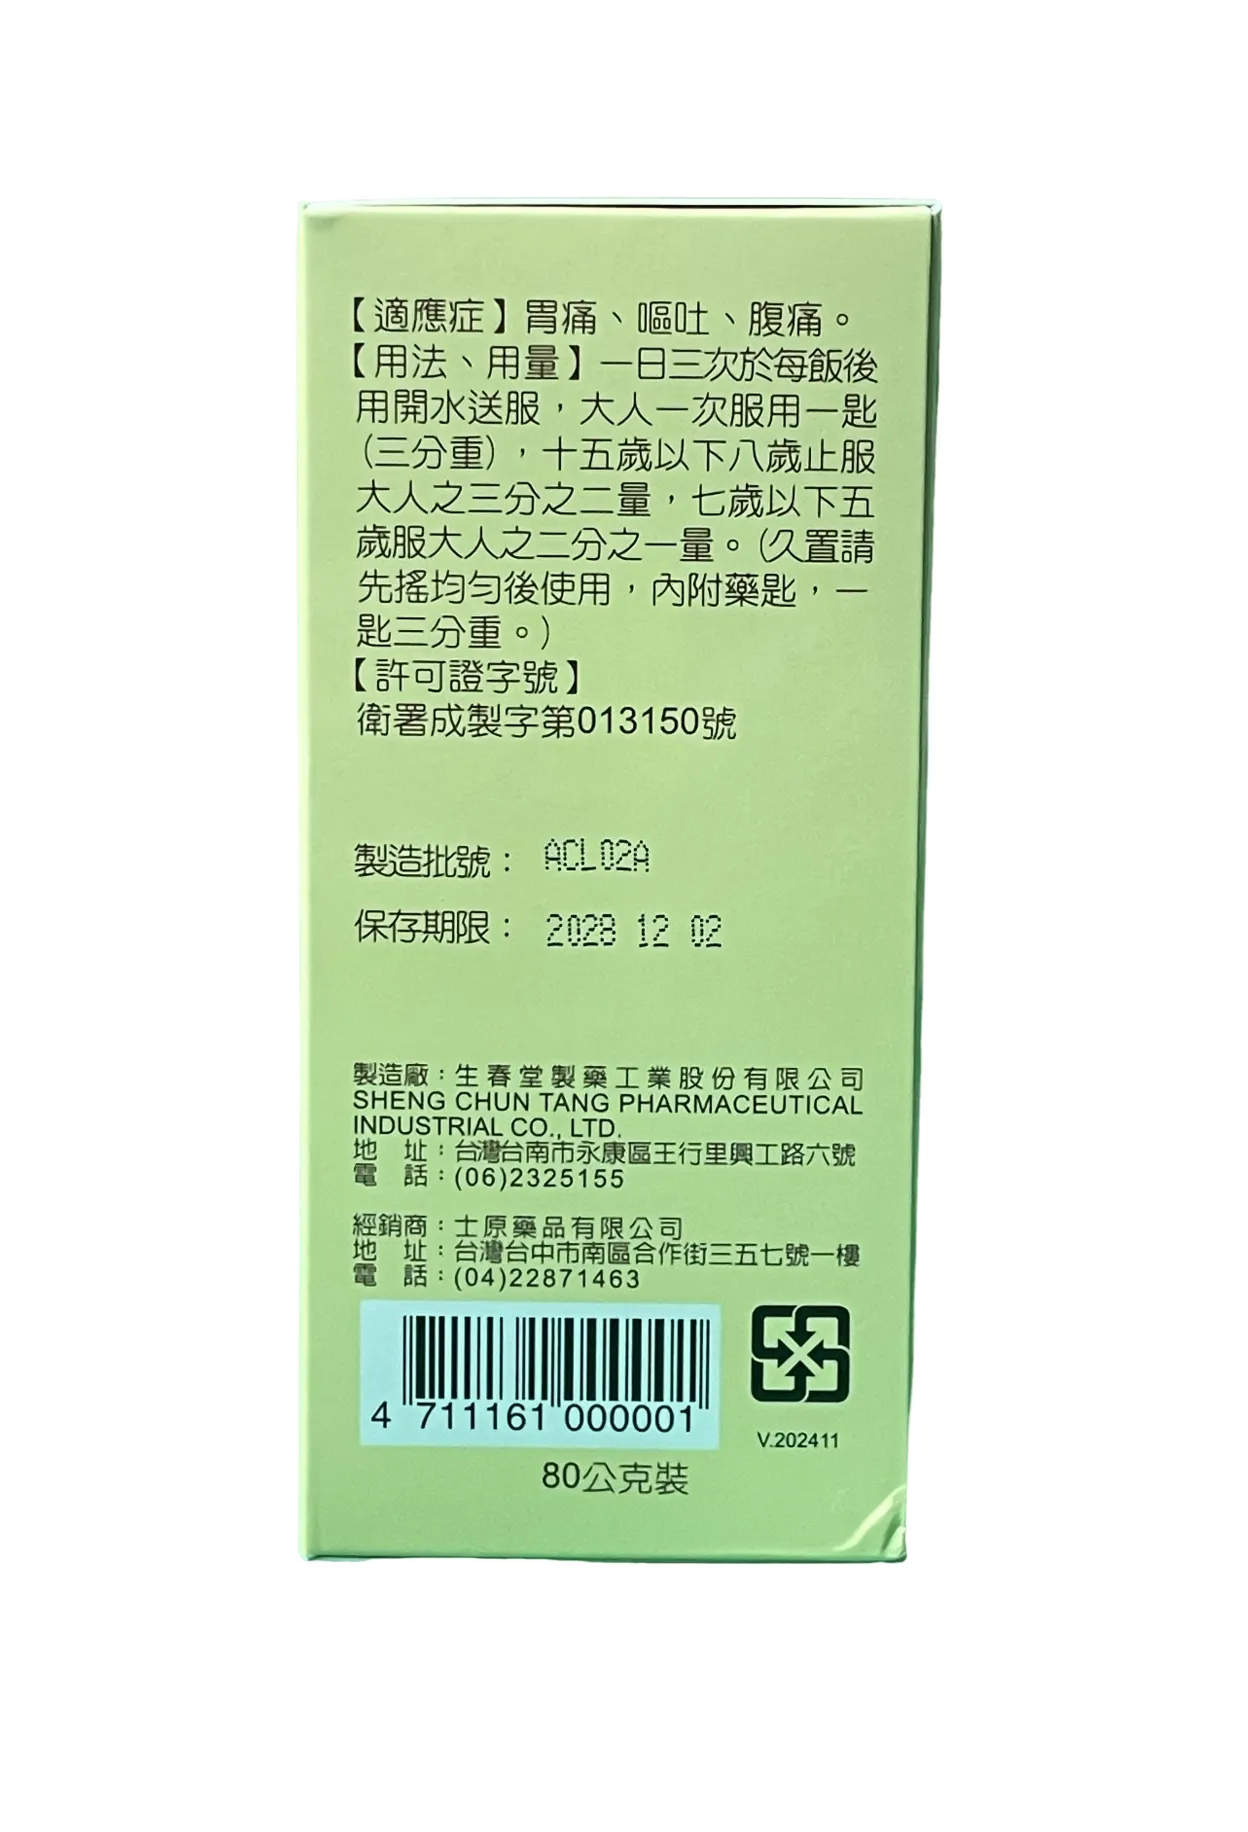 【適應症】胃痛、嘔吐、腹痛。
【用法、用量】一日三次於每飯後
用開水送服，大人一次服用一匙
(三分重)，十五歲以下八歲止服
大人之三分之二量，七歲以下五
歲服大人之二分之一量。(久置請
先搖均勻後使用，內附藥匙，一
匙三分重。)
【許可證字號】
衛署成製字第013150號
製造批號： ACL02A
保存期限： 2028 12 02
製造廠：生春堂製藥工業股份有限公司
SHENG CHUN TANG PHARMACEUTICAL
INDUSTRIAL CO., LTD.
地　址：台灣台南市永康區王行里興工路六號
電　話：(06)2325155
經銷商：士原藥品有限公司
地　址：台灣台中市南區合作街三五七號一樓
電　話：(04)22871463
4 711161 000001
V.202411
80公克裝